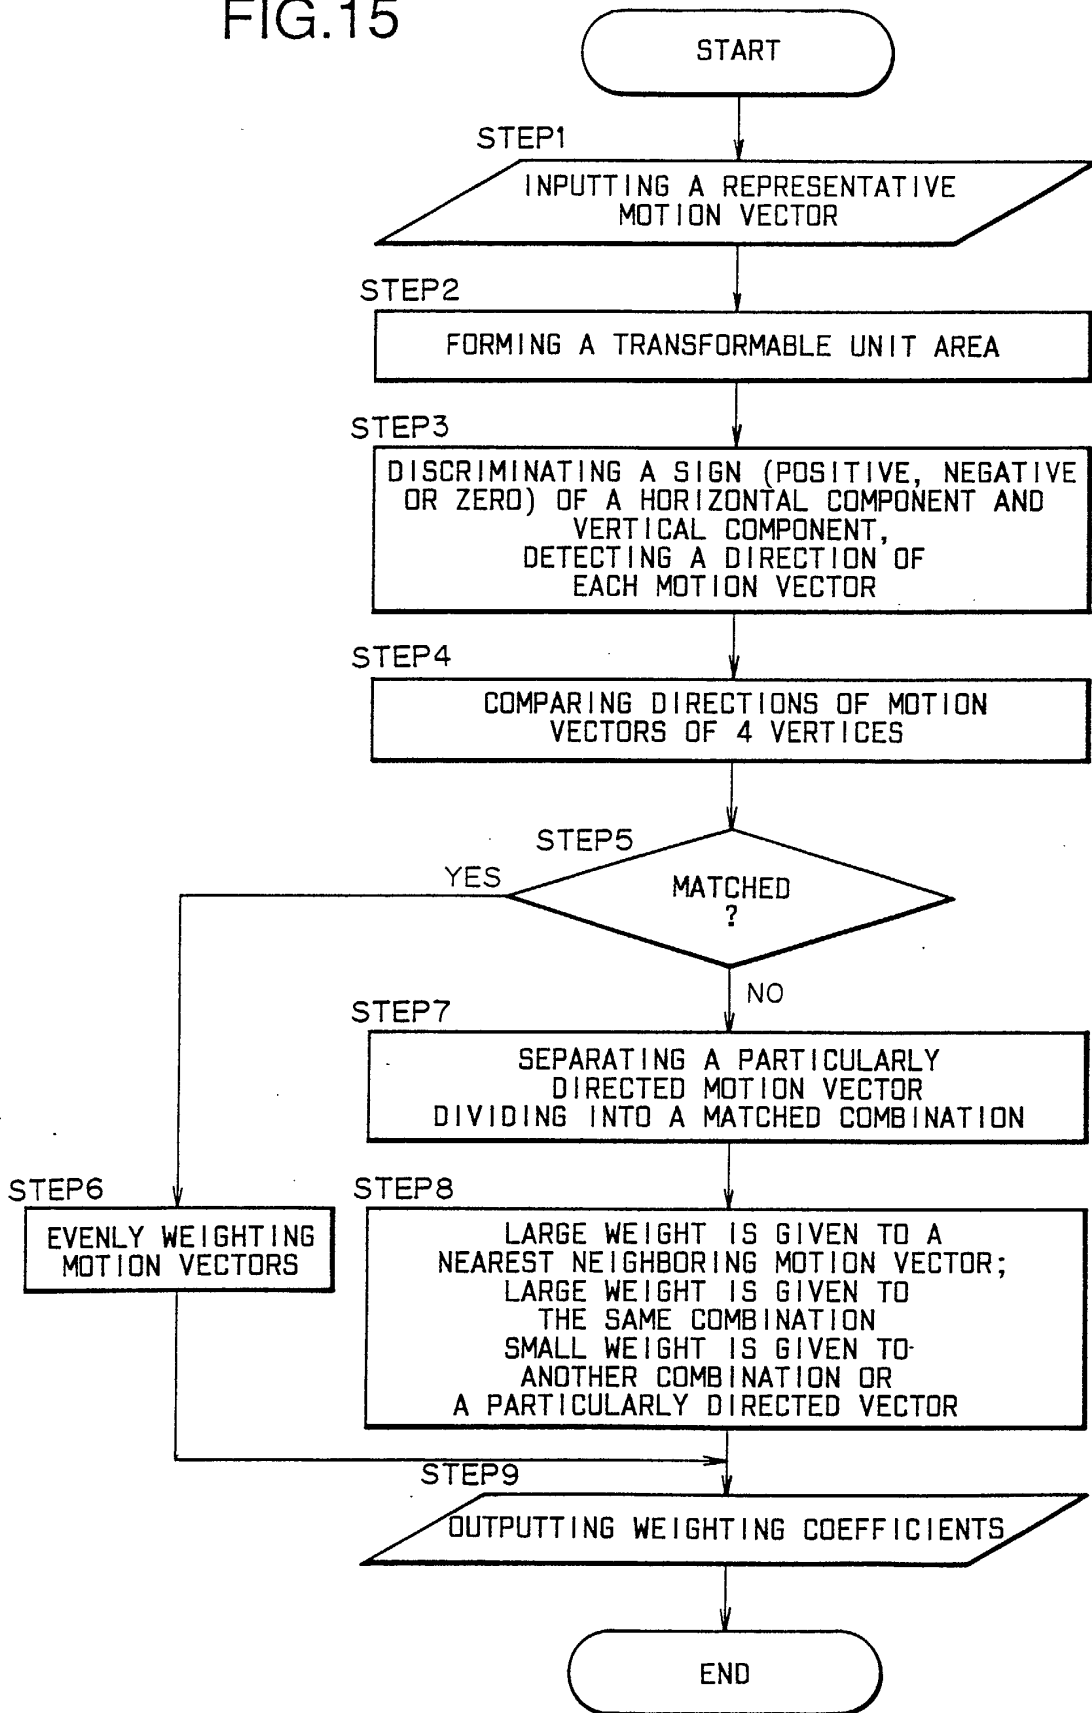 FIG.15
START
STEP1
INPUTTING A REPRESENTATIVE
MOTION VECTOR
STEP2
FORMING A TRANSFORMABLE UNIT AREA
STEP3
DISCRIMINATING A SIGN (POSITIVE, NEGATIVE
OR ZERO) OF A HORIZONTAL COMPONENT AND
VERTICAL COMPONENT,
DETECTING A DIRECTION OF
EACH MOTION VECTOR
STEP4
COMPARING DIRECTIONS OF MOTION
VECTORS OF 4 VERTICES
STEP5
YES
MATCHED
?
NO
STEP7
SEPARATING A PARTICULARLY
DIRECTED MOTION VECTOR
DIVIDING INTO A MATCHED COMBINATION
STEP6
EVENLY WEIGHTING
MOTION VECTORS
STEP8
LARGE WEIGHT IS GIVEN TO A
NEAREST NEIGHBORING MOTION VECTOR;
LARGE WEIGHT IS GIVEN TO
THE SAME COMBINATION
SMALL WEIGHT IS GIVEN TO
ANOTHER COMBINATION OR
A PARTICULARLY DIRECTED VECTOR
STEP9
OUTPUTTING WEIGHTING COEFFICIENTS
END